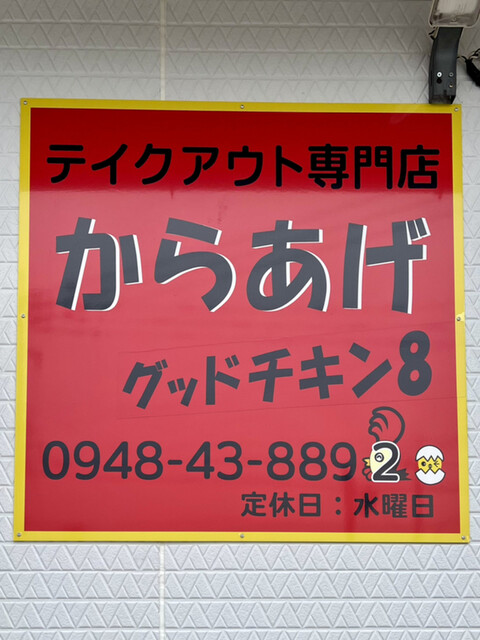 テイクアウト専門店
からあげ
グッドチキン8
0948-43-8892
定休日：水曜日